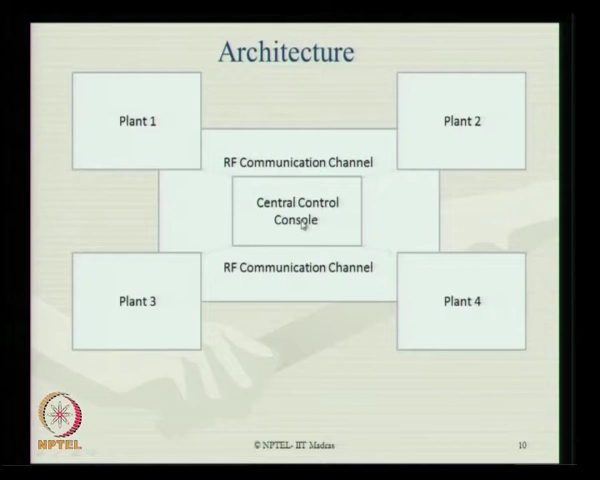 Architecture
Plant 1
Plant 2
RF Communication Channel
Central Control
Console
RF Communication Channel
Plant 3
Plant 4
NPTEL
© NPTEL- IIT Madras
10